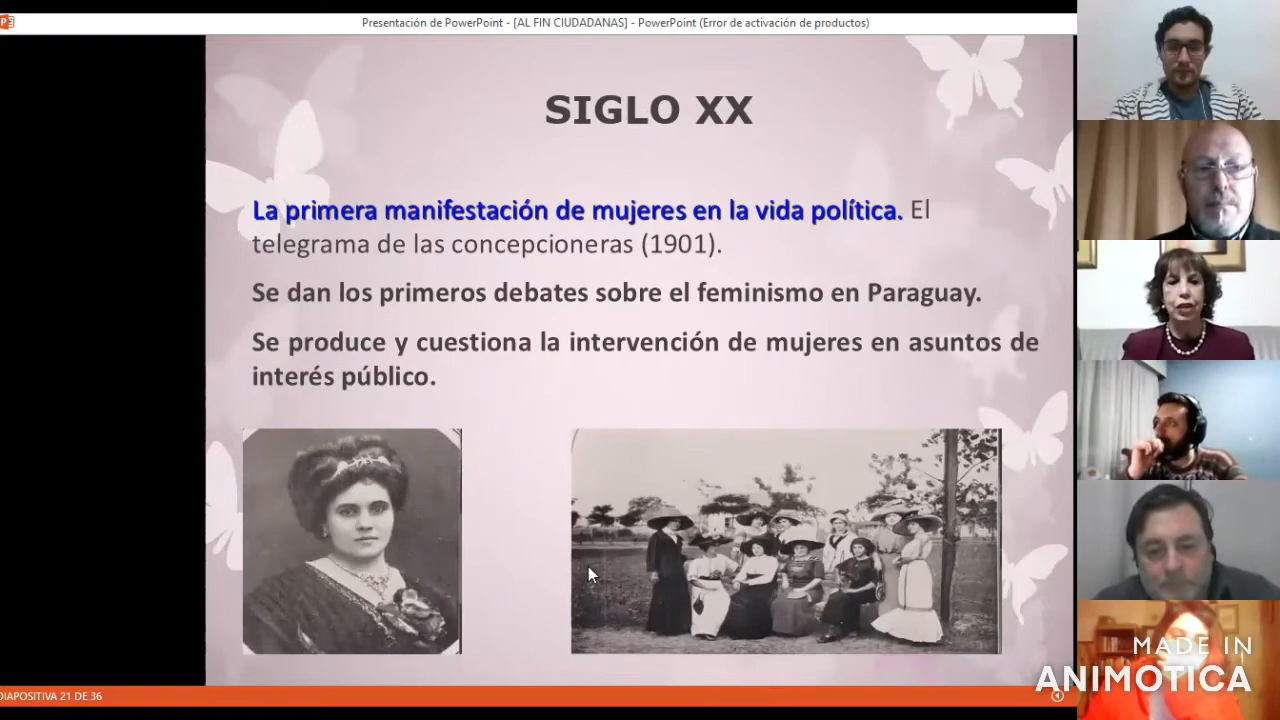 Presentación de PowerPoint - [AL FIN CIUDADANAS] - PowerPoint (Error de activación de productos)
SIGLO XX
La primera manifestación de mujeres en la vida política. El
telegrama de las concepcioneras (1901).
Se dan los primeros debates sobre el feminismo en Paraguay.
Se produce y cuestiona la intervención de mujeres en asuntos de
interés público.
DIAPOSITIVA 21 DE 36
MADE IN
ANIMOTICA